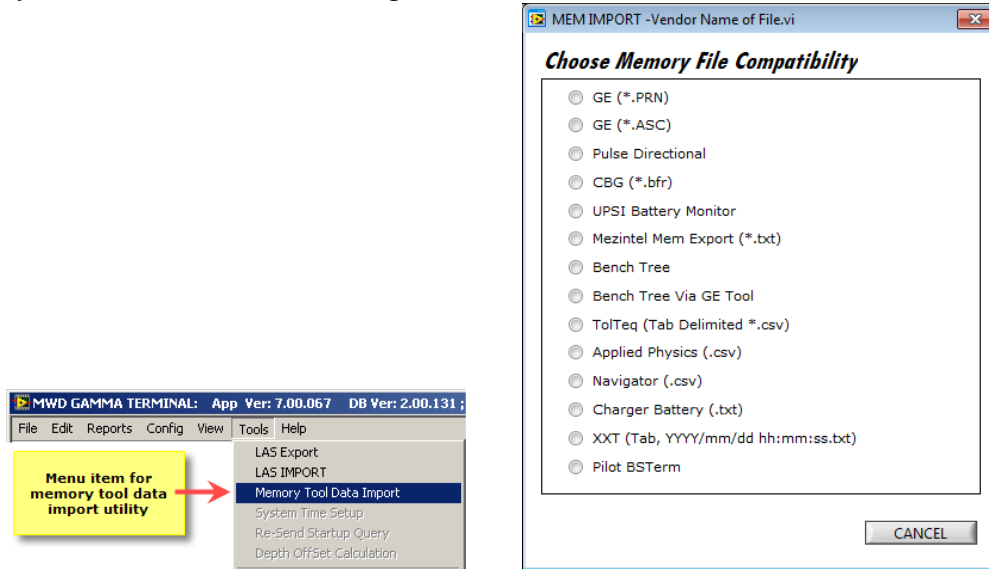 MEM IMPORT -Vendor Name of File.vi
Choose Memory File Compatibility
GE (*.PRN)
GE (*.ASC)
Pulse Directional
CBG (*.bfr)
UPSI Battery Monitor
Mezintel Mem Export (*.txt)
Bench Tree
Bench Tree Via GE Tool
TolTeq (Tab Delimited *.csv)
Applied Physics (.csv)
Navigator (.csv)
Charger Battery (.txt)
XXT (Tab, YYYY/mm/dd hh:mm:ss.txt)
Pilot BSTerm
CANCEL
MWD GAMMA TERMINAL: App Ver: 7.00.067 DB Ver: 2.00.131 ;
File Edit Reports Config View Tools Help
LAS Export
LAS IMPORT
Memory Tool Data Import
System Time Setup
Re-Send Startup Query
Depth OffSet Calculation
Menu item for
memory tool data
import utility